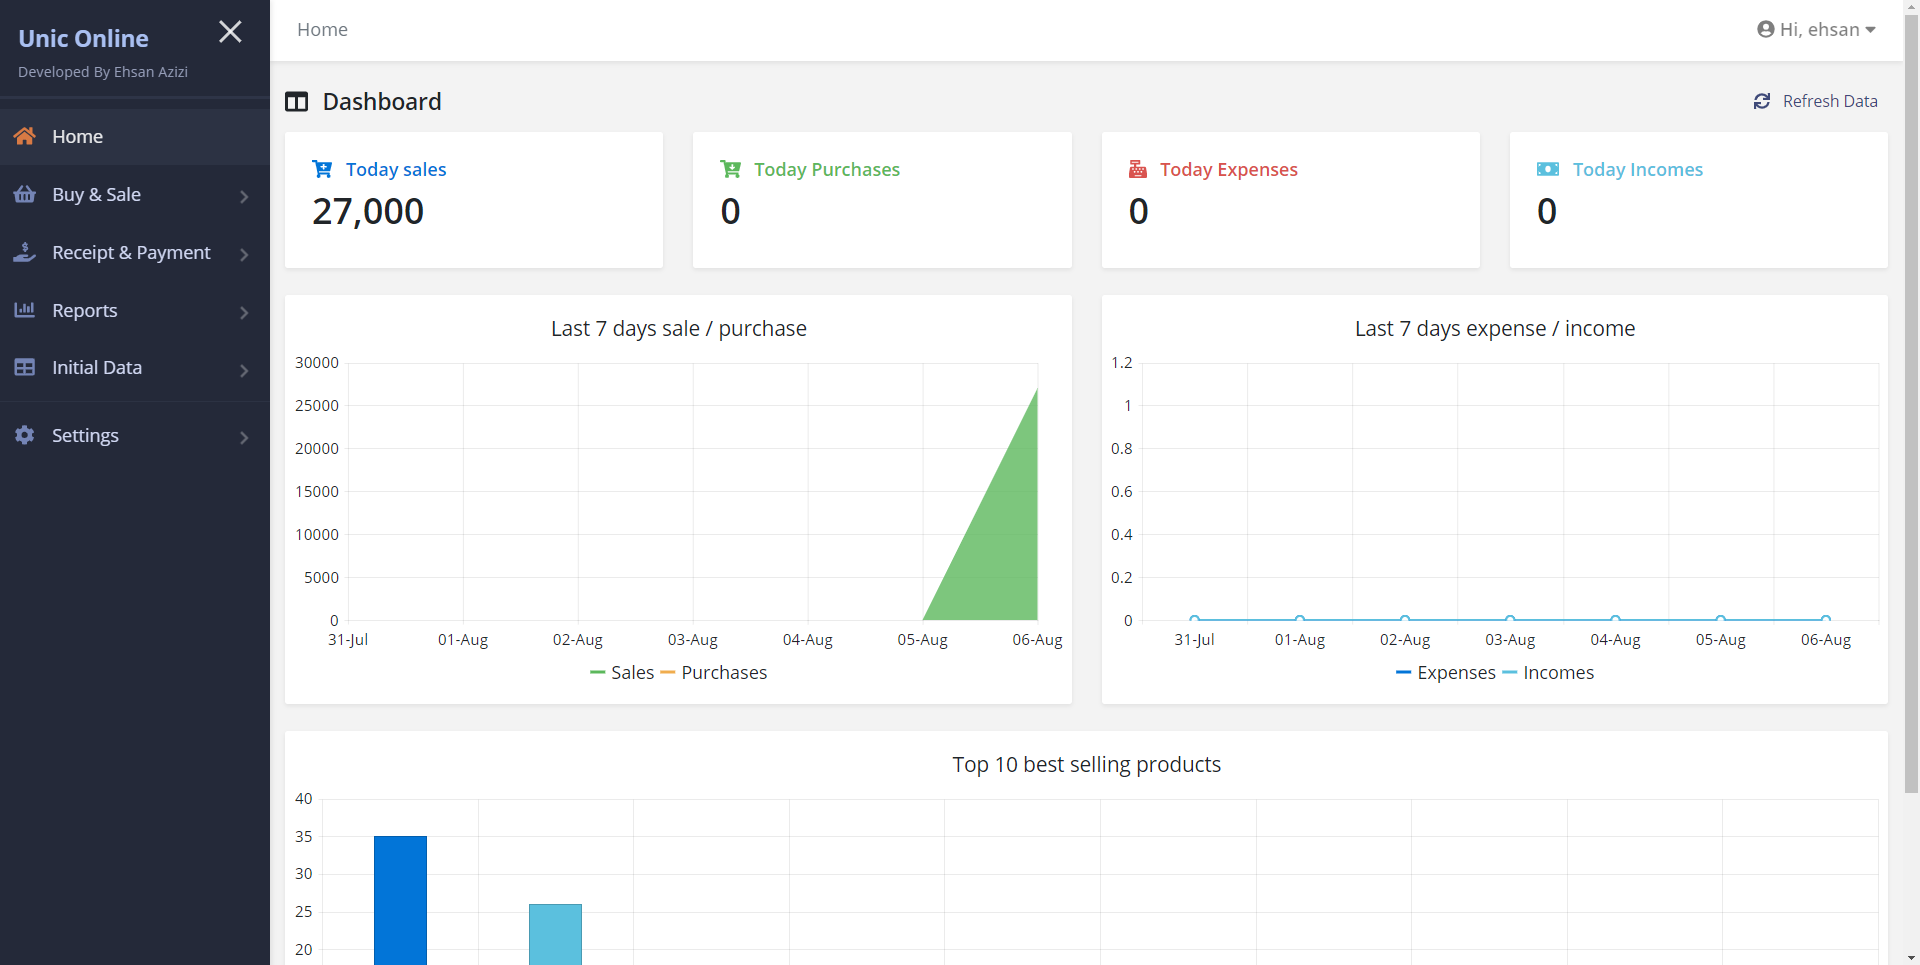 Unic Online
Developed By Ehsan Azizi
Home
Buy & Sale
Receipt & Payment
Reports
Initial Data
Settings
Home
Hi, ehsan
Dashboard
Refresh Data
Today sales
27,000
Today Purchases
0
Today Expenses
0
Today Incomes
0
Last 7 days sale / purchase
30000
25000
20000
15000
10000
5000
0
31-Jul 01-Aug 02-Aug 03-Aug 04-Aug 05-Aug 06-Aug
Sales Purchases
Last 7 days expense / income
1.2
1
0.8
0.6
0.4
0.2
0
31-Jul 01-Aug 02-Aug 03-Aug 04-Aug 05-Aug 06-Aug
Expenses Incomes
Top 10 best selling products
40
35
30
25
20